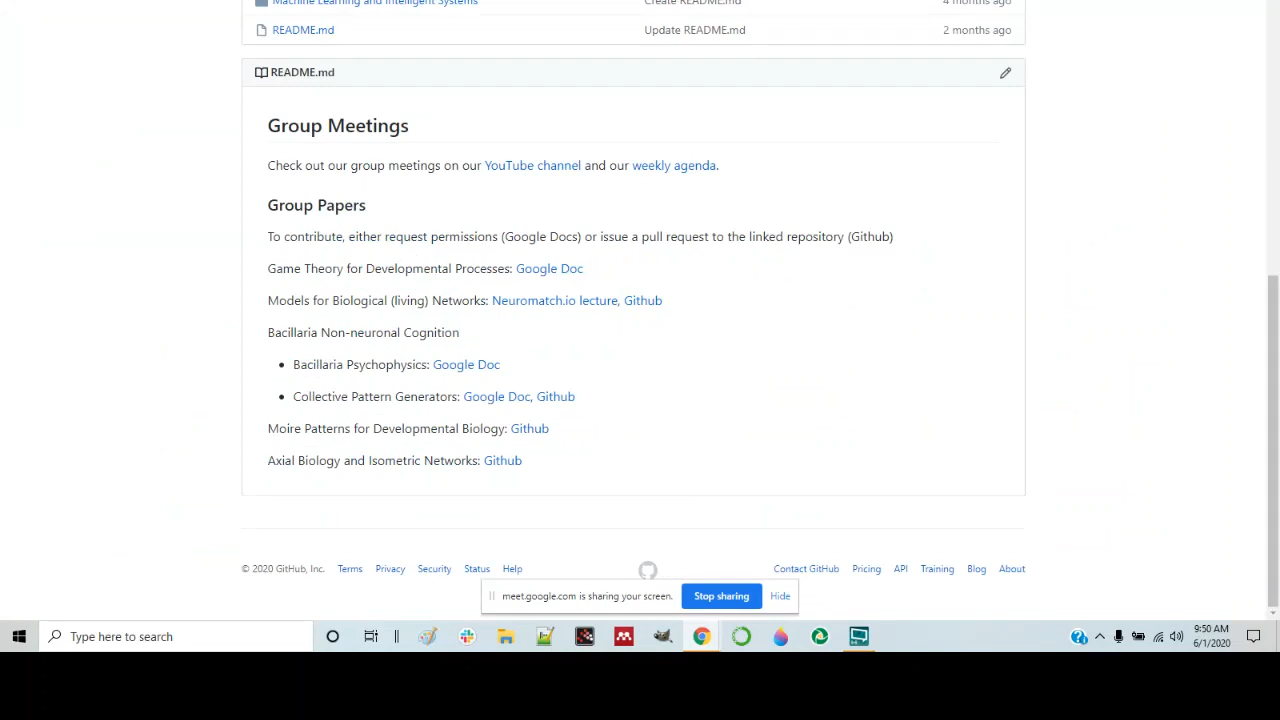 Machine Learning and Intelligent Systems Create README.md 4 months ago
README.md Update README.md 2 months ago
README.md
Group Meetings
Check out our group meetings on our YouTube channel and our weekly agenda.
Group Papers
To contribute, either request permissions (Google Docs) or issue a pull request to the linked repository (Github)
Game Theory for Developmental Processes: Google Doc
Models for Biological (living) Networks: Neuromatch.io lecture, Github
Bacillaria Non-neuronal Cognition
• Bacillaria Psychophysics: Google Doc
• Collective Pattern Generators: Google Doc, Github
Moire Patterns for Developmental Biology: Github
Axial Biology and Isometric Networks: Github
© 2020 GitHub, Inc. Terms Privacy Security Status Help Contact GitHub Pricing API Training Blog About
meet.google.com is sharing your screen. Stop sharing Hide
Type here to search
9:50 AM
6/1/2020